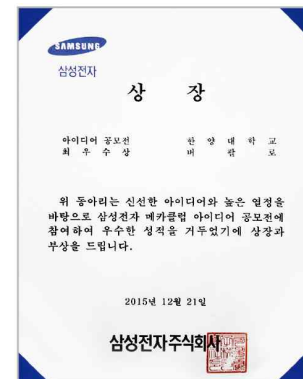 SAMSUNG
삼성전자
상 장
아이디어 공모전 한양대학교
최우수상 버팔로
위 동아리는 신선한 아이디어와 높은 열정을
바탕으로 삼성전자 메카클럽 아이디어 공모전에
참여하여 우수한 성적을 거두었기에 상장과
부상을 드립니다.
2015년 12월 21일
삼성전자주식회사